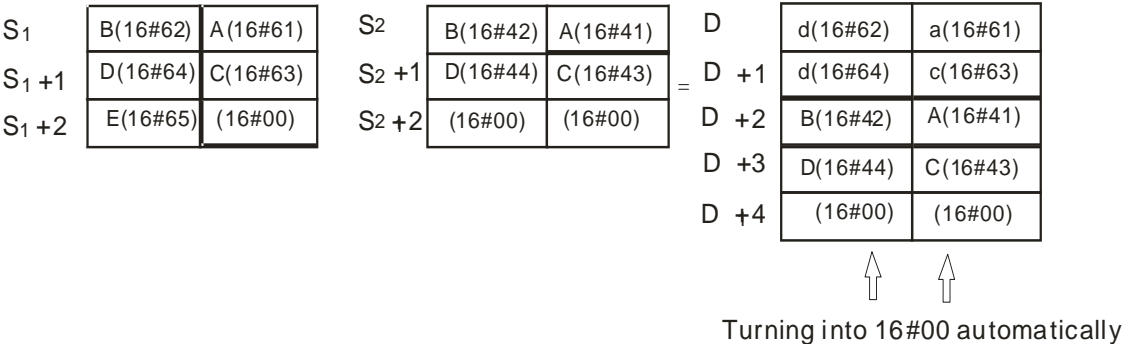 S1 B(16#62) A(16#61) S2 B(16#42) A(16#41) D d(16#62) a(16#61)
S1 +1 D(16#64) C(16#63) S2 +1 D(16#44) C(16#43) = D +1 d(16#64) c(16#63)
S1 +2 E(16#65) (16#00) S2 +2 (16#00) (16#00) D +2 B(16#42) A(16#41)
D +3 D(16#44) C(16#43)
D +4 (16#00) (16#00)
Turning into 16#00 automatically